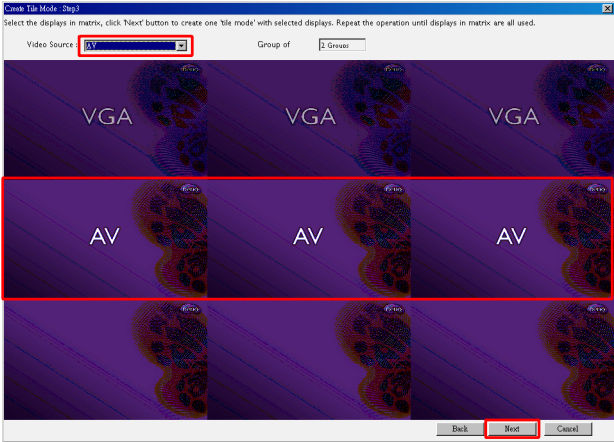 Create Tile Mode : Step3
Select the displays in matrix, click 'Next' button to create one 'tile mode' with selected displays. Repeat the operation until displays in matrix are all used.
Video Source : AV Group of 2 Groups
VGA VGA VGA
AV AV AV
Back Next Cancel